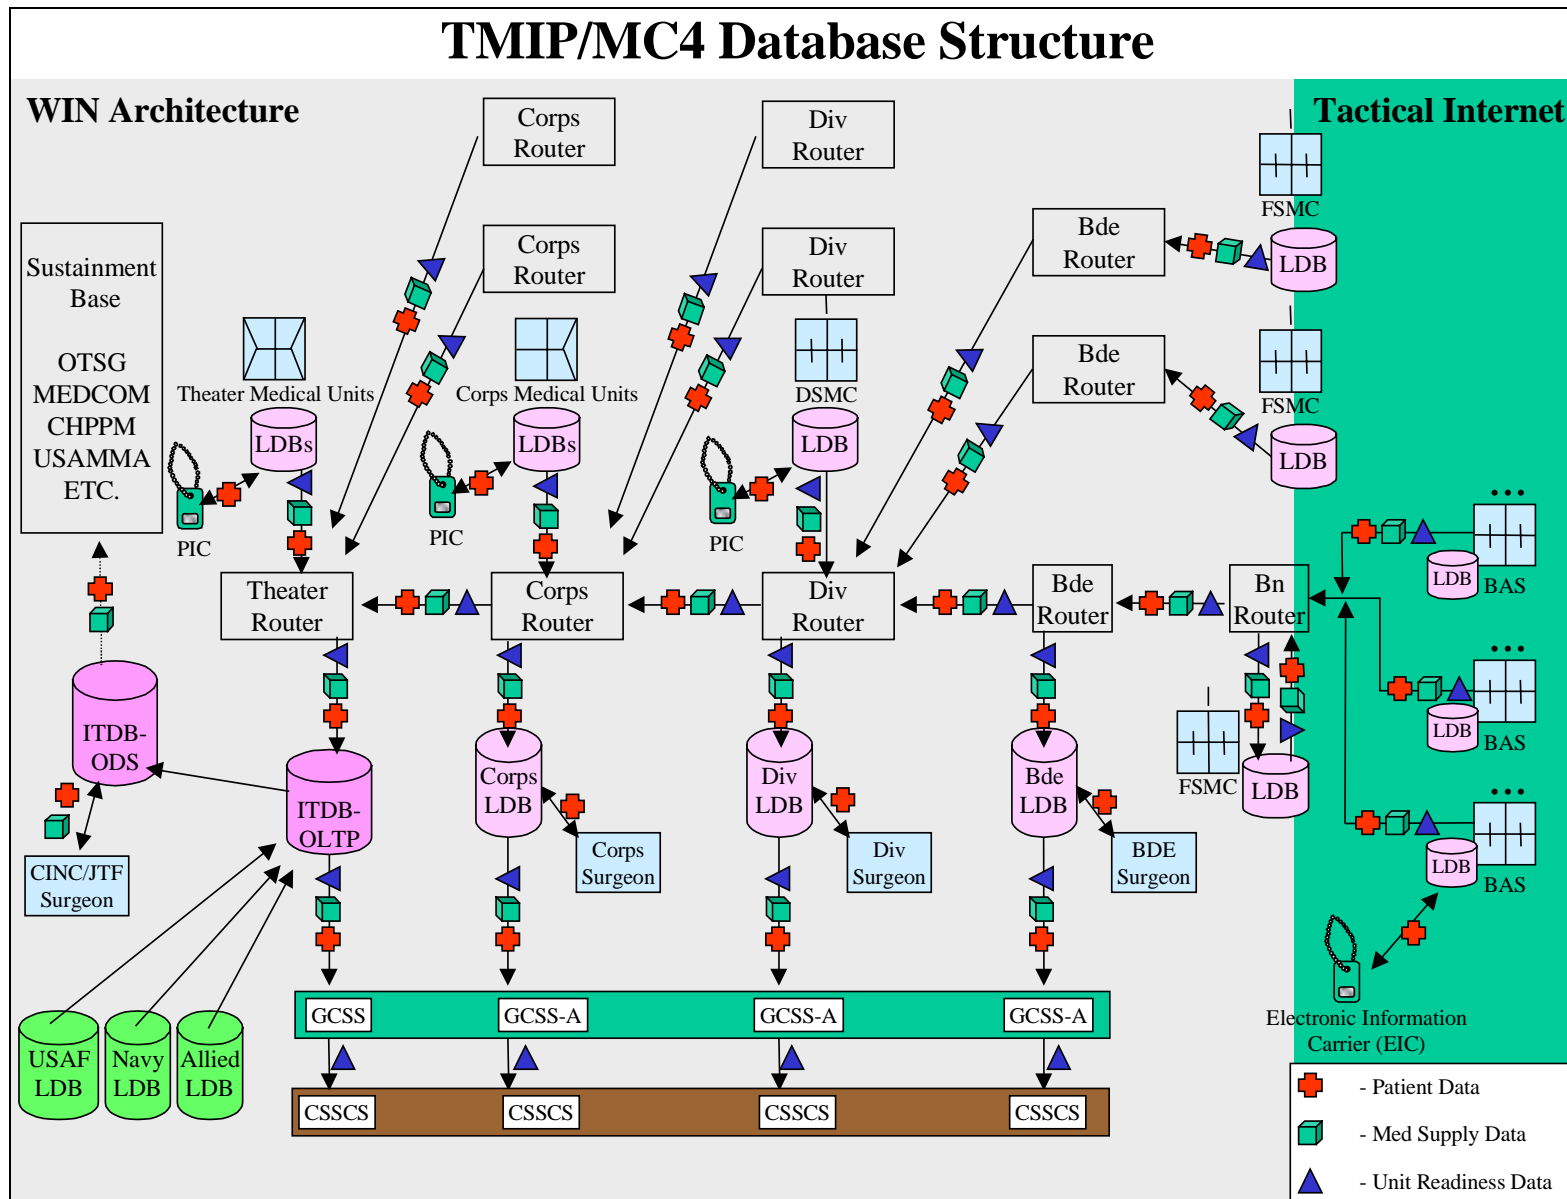 TMIP/MC4 Database Structure
WIN Architecture
Tactical Internet
Corps
Router
Div
Router
FSMC
Corps
Router
Div
Router
Bde
Router
LDB
Sustainment
Base
OTSG
MEDCOM
CHPPM
USAMMA
ETC.
Theater Medical Units
LDBs
PIC
Corps Medical Units
LDBs
PIC
DSMC
LDB
PIC
Bde
Router
FSMC
LDB
Theater
Router
Corps
Router
Div
Router
Bde
Router
Bn
Router
•••
LDB
BAS
•••
LDB
BAS
•••
LDB
BAS
ITDB-
ODS
ITDB-
OLTP
Corps
LDB
Div
LDB
Bde
LDB
FSMC
LDB
CINC/JTF
Surgeon
Corps
Surgeon
Div
Surgeon
BDE
Surgeon
USAF
LDB
Navy
LDB
Allied
LDB
GCSS
GCSS-A
GCSS-A
GCSS-A
Electronic Information
Carrier (EIC)
CSSCS
CSSCS
CSSCS
CSSCS
- Patient Data
- Med Supply Data
- Unit Readiness Data